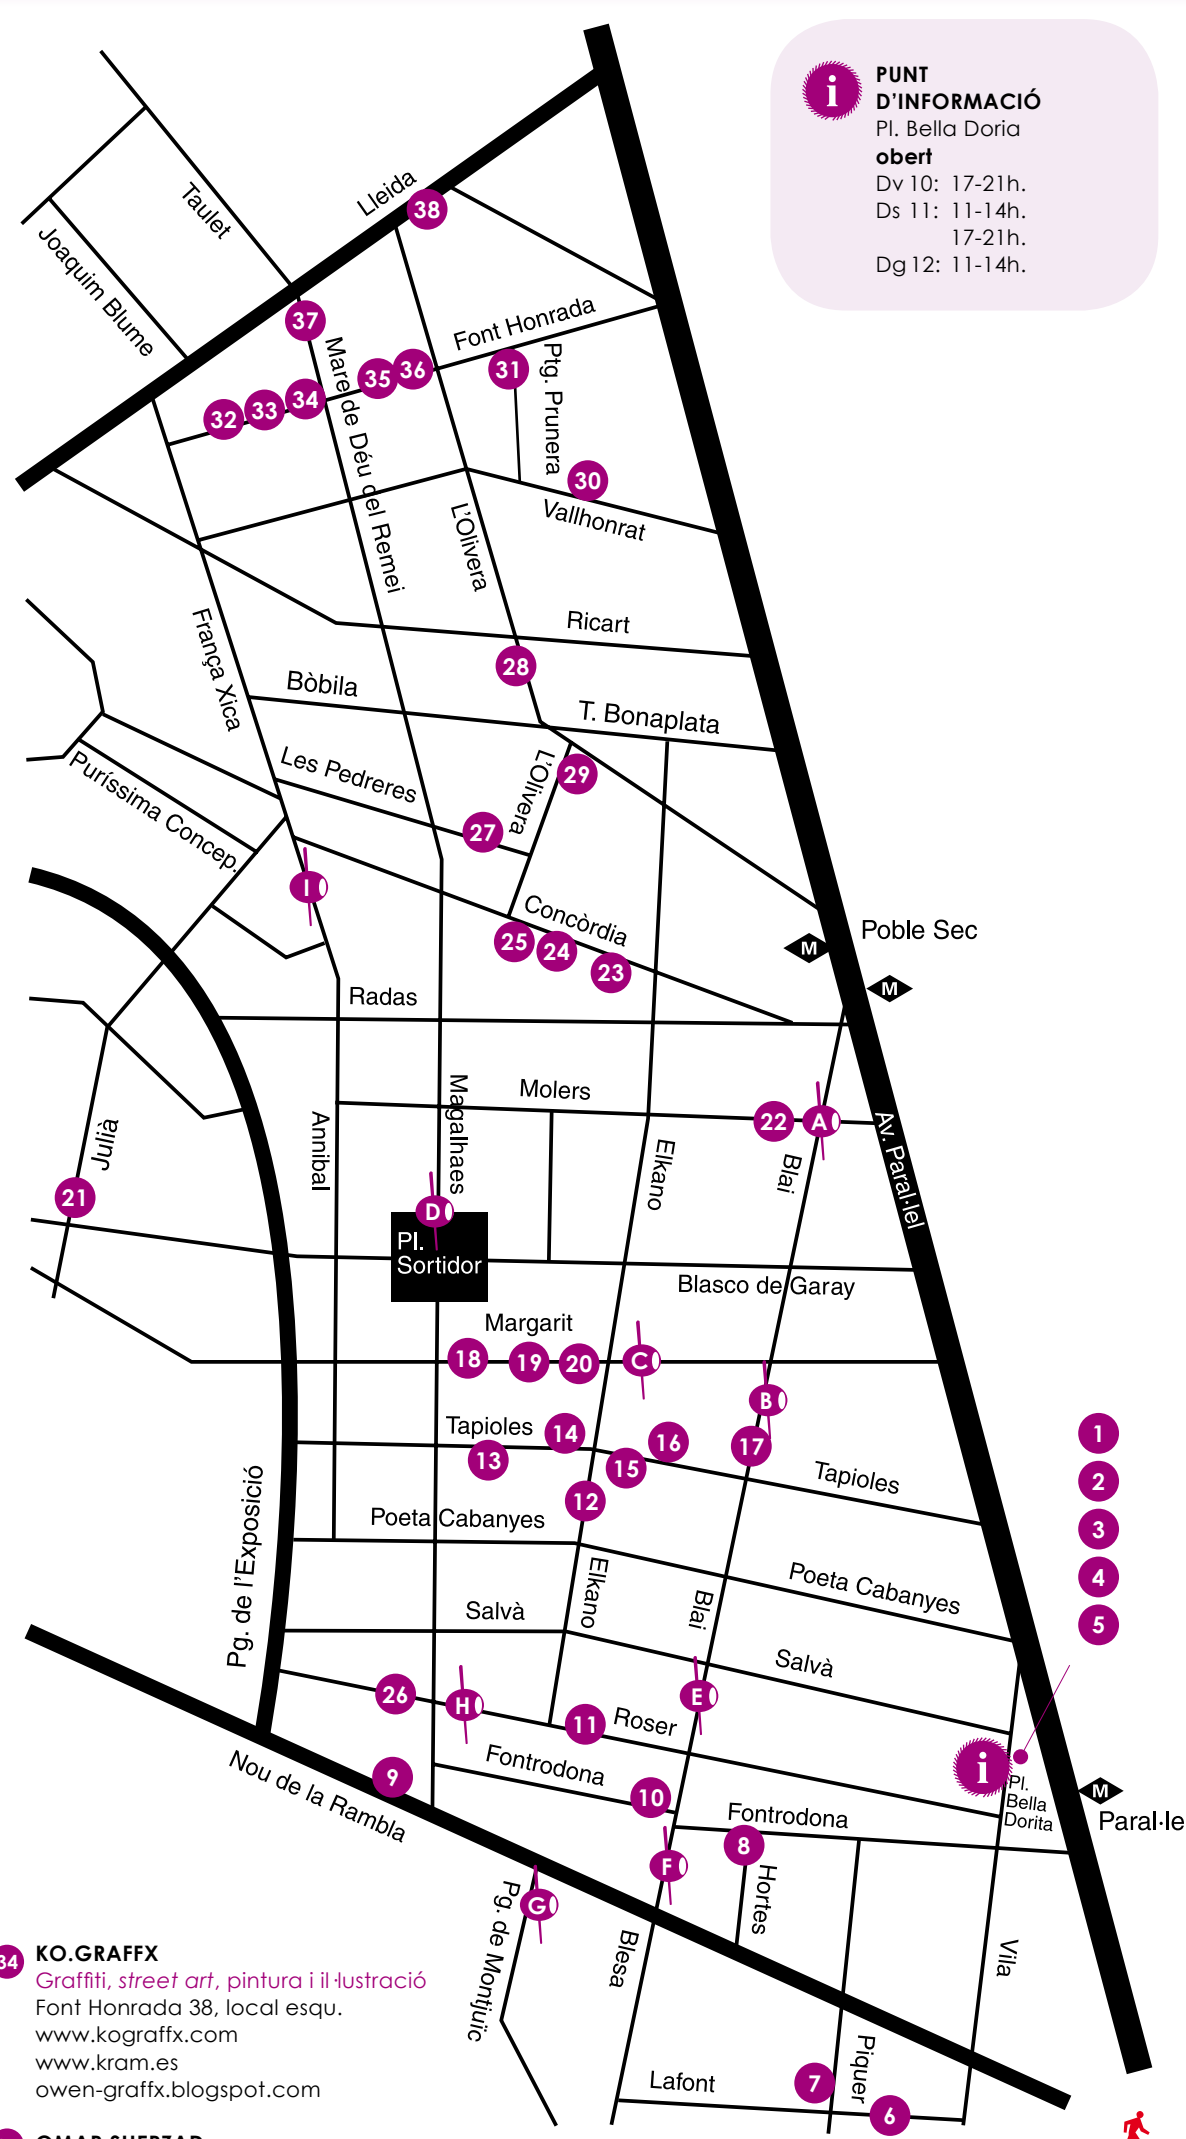 i
PUNT
D'INFORMACIÓ
Pl. Bella Doria
obert
Dv 10: 17-21h.
Ds 11: 11-14h.
17-21h.
Dg 12: 11-14h.
Taulet
Lleida
38
Joaquim Blume
37
Font Honrada
Mare de Déu del Remei
31
Ptg. Prunera
36
35
34
33
32
30
Vallhonrat
L'Olivera
França Xica
Ricart
28
Bòbila
T. Bonaplata
Les Pedreres
L'Olivera
29
Puríssima Concep.
27
I
Concòrdia
25
24
23
M
Poble Sec
M
Radas
Molers
Magalhaes
Annibal
22
A
Av. Paral·lel
Julià
Elkano
Blai
21
D
Pl.
Sortidor
Blasco de Garay
Margarit
18
19
20
C
B
Tapioles
14
16
17
13
15
Tapioles
12
1
2
3
4
5
Poeta Cabanyes
Pg. de l'Exposició
Elkano
Blai
Poeta Cabanyes
Salvà
Salvà
26
H
E
11
Roser
Fontrodona
i
Pl.
Bella
Dorita
M
Paral·le
9
Nou de la Rambla
10
Fontrodona
8
F
Hortes
G
Pg. de Montjuïc
Blesa
Vila
34
KO.GRAFFX
Graffiti, street art, pintura i il·lustració
Font Honrada 38, local esqu.
www.kograffx.com
www.kram.es
owen-graffx.blogspot.com
Piquer
Lafont
7
6
OMAR SHERZAD